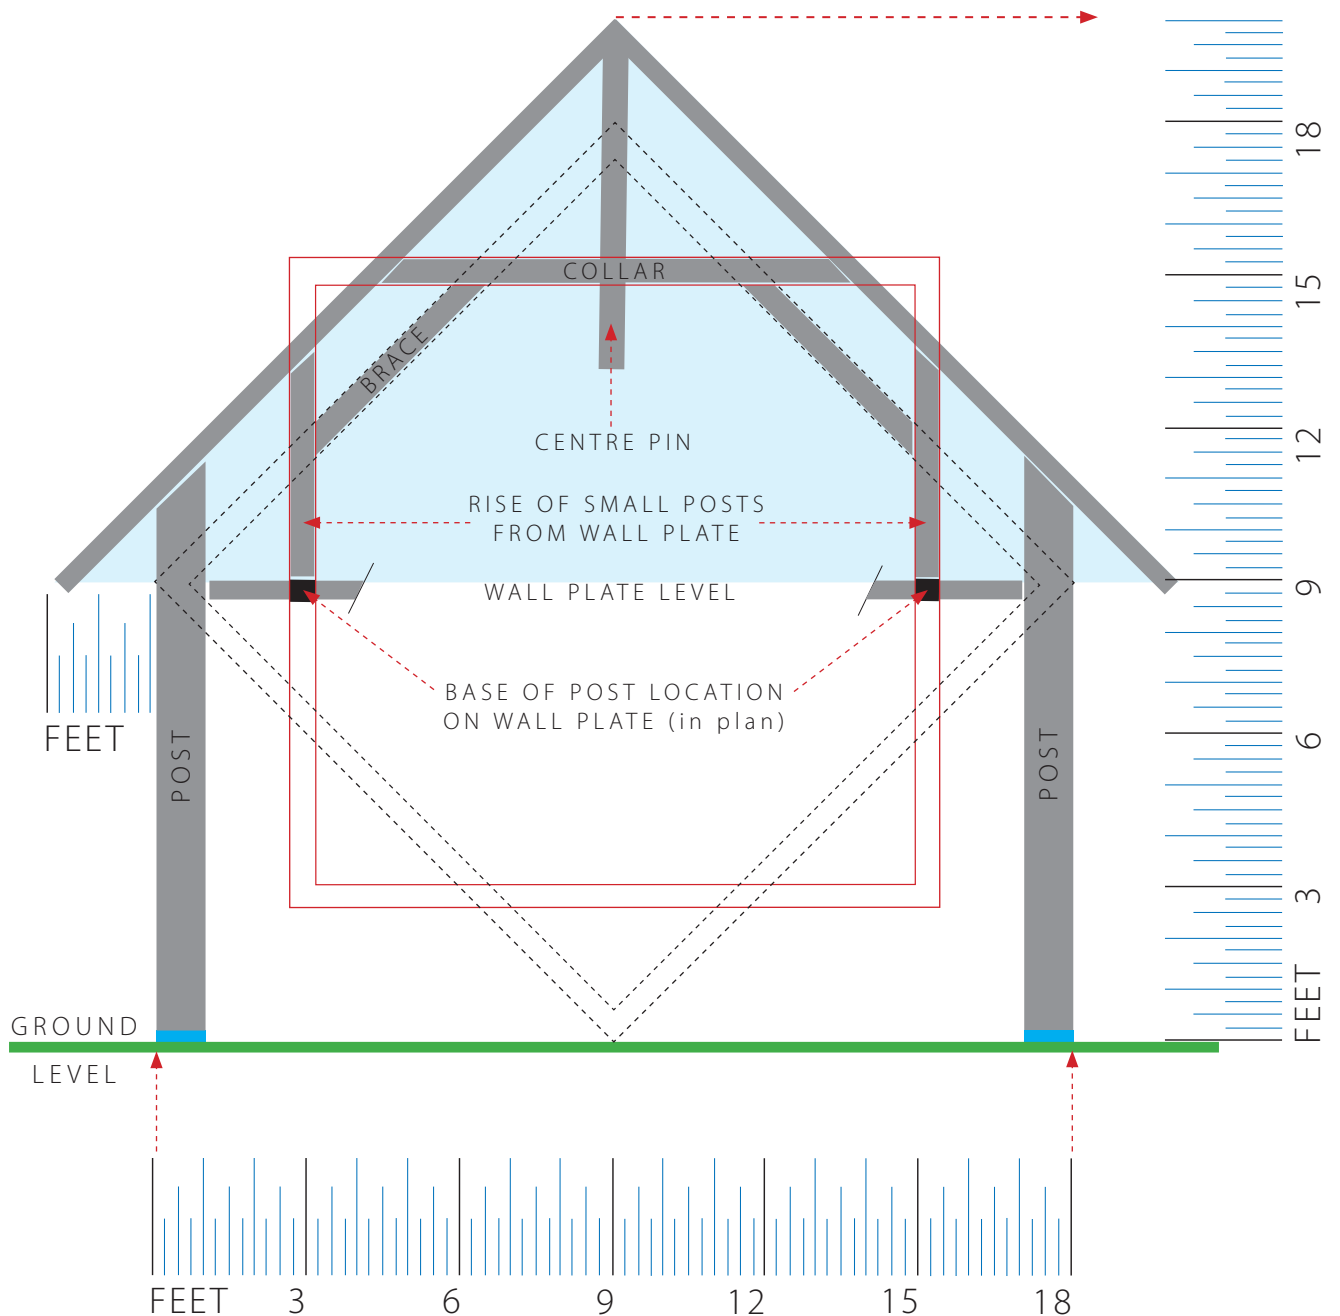 18
15
COLLAR
BRACE
CENTRE PIN
12
RISE OF SMALL POSTS
FROM WALL PLATE
WALL PLATE LEVEL
9
BASE OF POST LOCATION
ON WALL PLATE (in plan)
FEET
POST
POST
6
3
FEET
GROUND
LEVEL
FEET 3 6 9 12 15 18